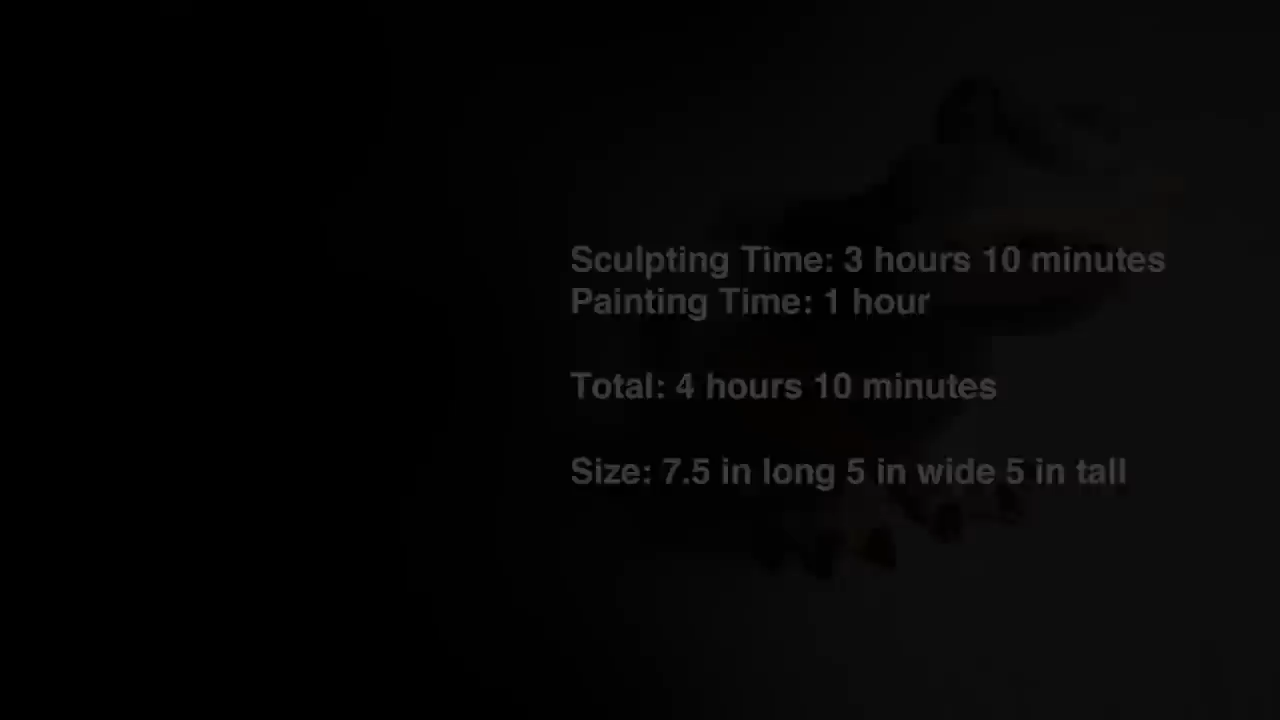 Sculpting Time: 3 hours 10 minutes
Painting Time: 1 hour
Total: 4 hours 10 minutes
Size: 7.5 in long 5 in wide 5 in tall